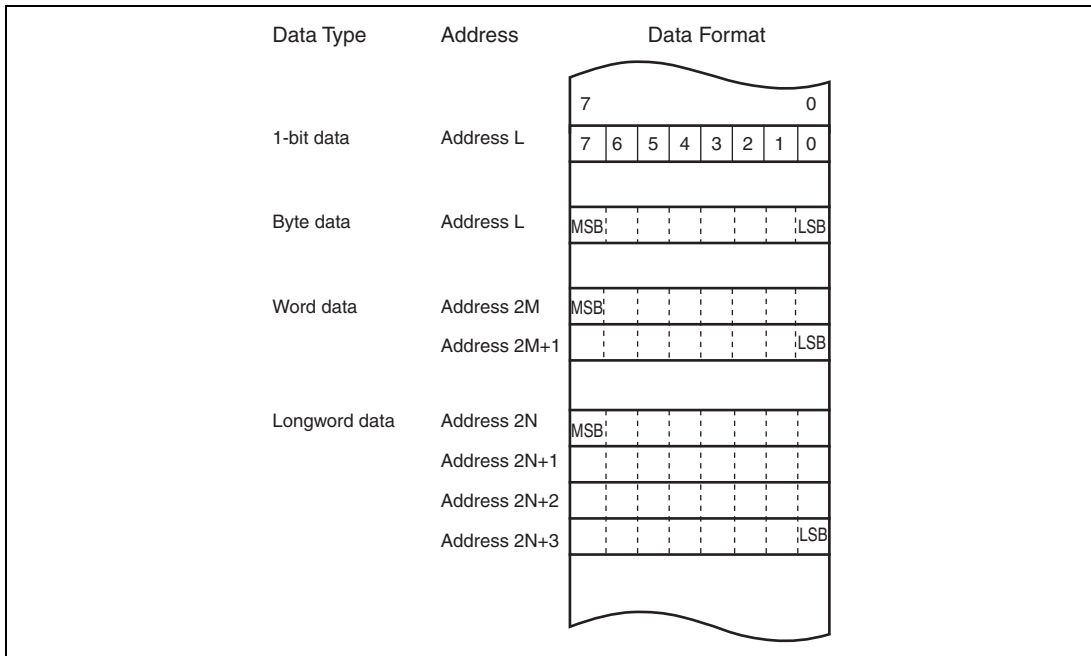 Data Type Address Data Format
7 0
1-bit data Address L 7 6 5 4 3 2 1 0
Byte data Address L MSB LSB
Word data Address 2M MSB
Address 2M+1 LSB
Longword data Address 2N MSB
Address 2N+1
Address 2N+2
Address 2N+3 LSB